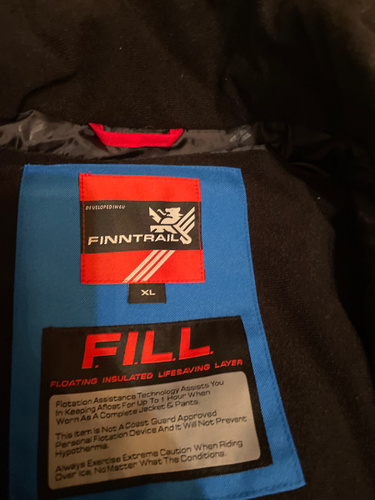 DEVELOPED IN EU
FINNTRAIL
XL
F.I.L.L.
FLOATING INSULATED LIFESAVING LAYER
Flotation Assistance Technology Assists You
In Keeping Afloat For Up To 1 Hour When
Worn As A Complete Jacket & Pants.
This Item Is Not A Coast Guard Approved
Personal Flotation Device And It Will Not Prevent
Hypothermia.
Always Exercise Extreme Caution When Riding
Over Ice, No Matter What The Conditions.